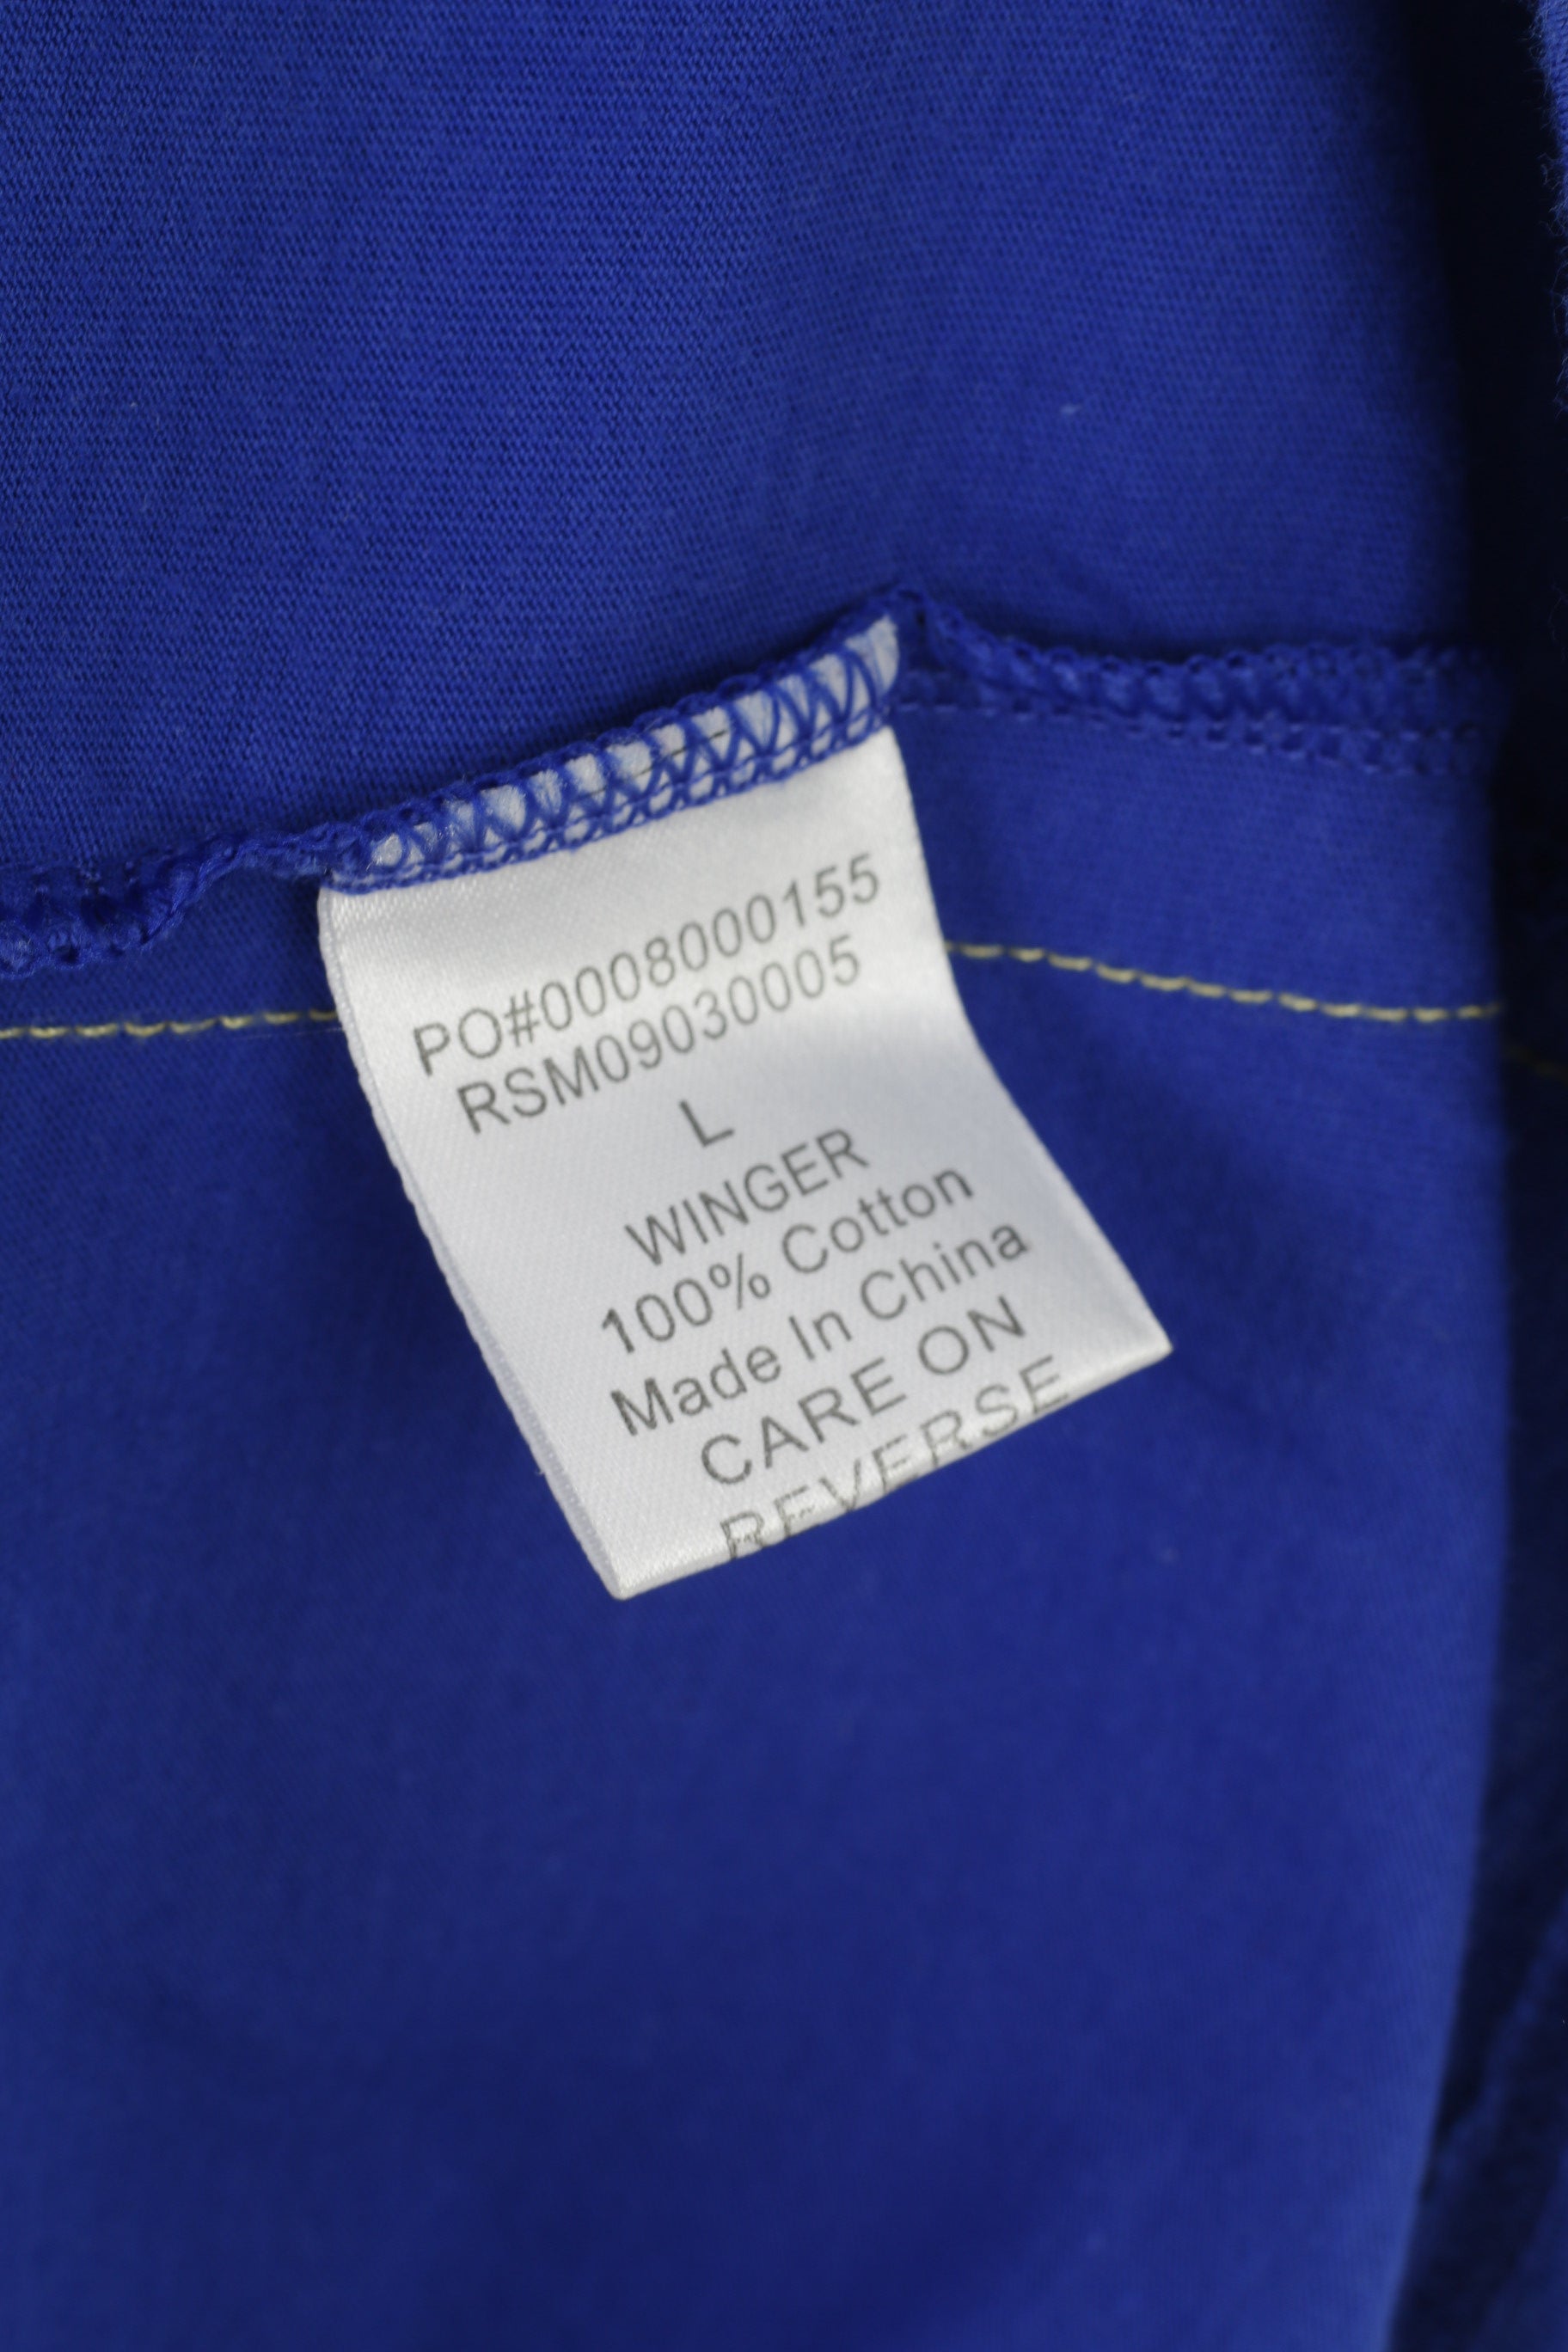 PO#0008000155
RSM09030005
L
WINGER
100% Cotton
Made In China
CARE ON
REVERSE